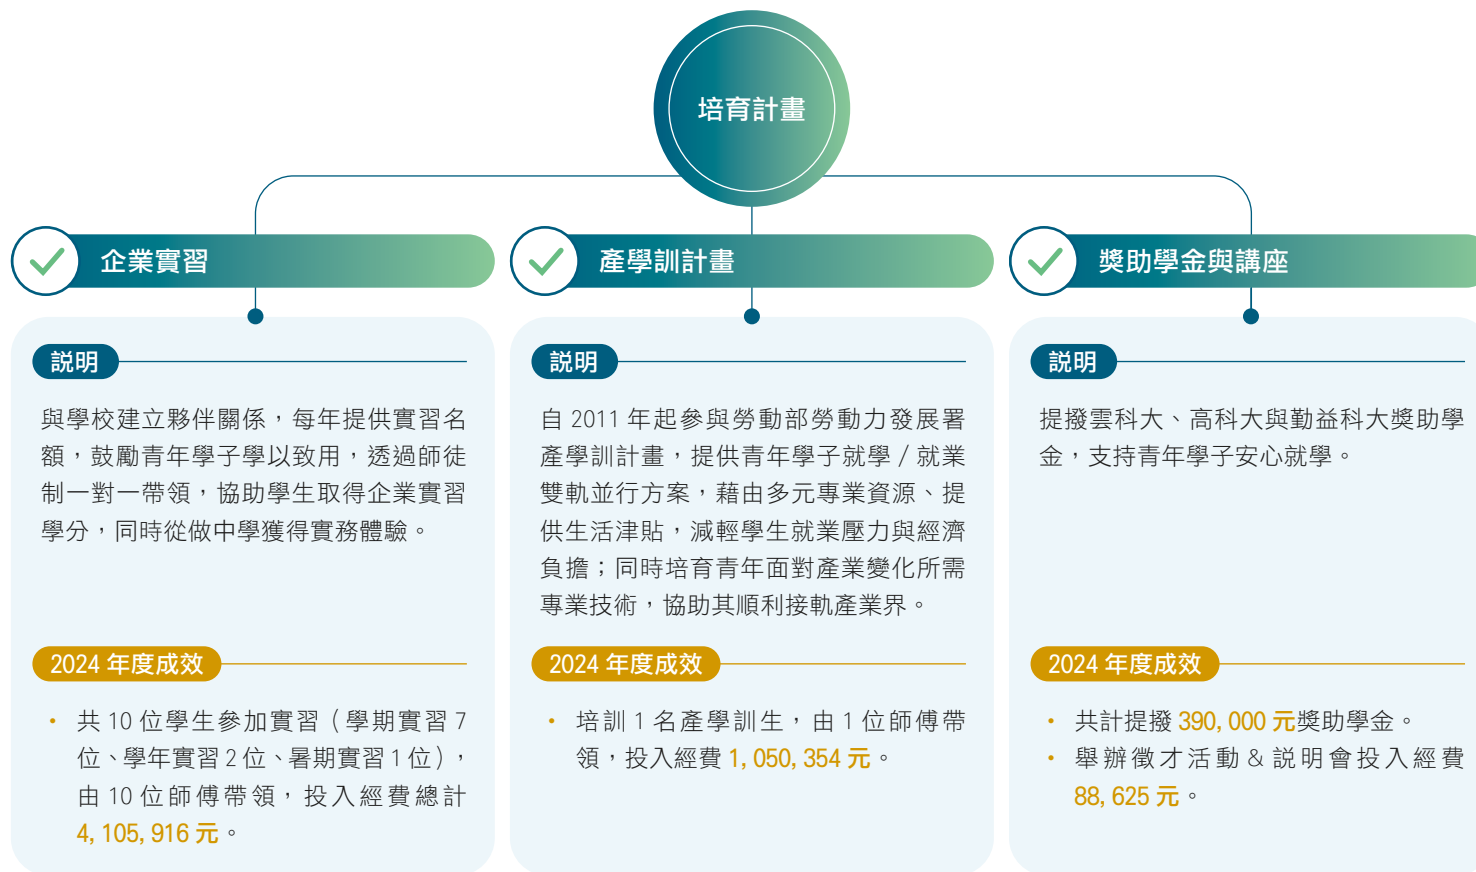 培育計畫
企業實習
説明
與學校建立夥伴關係，每年提供實習名
額，鼓勵青年學子學以致用，透過師徒
制一對一帶領，協助學生取得企業實習
學分，同時從做中學獲得實務體驗。
2024 年度成效
• 共 10 位學生參加實習（學期實習 7
位、學年實習 2 位、暑期實習 1 位），
由 10 位師傅帶領，投入經費總計
4,105,916 元。
產學訓計畫
説明
自 2011 年起參與勞動部勞動力發展署
產學訓計畫，提供青年學子就學 / 就業
雙軌並行方案，藉由多元專業資源、提
供生活津貼，減輕學生就業壓力與經濟
負擔；同時培育青年面對產業變化所需
專業技術，協助其順利接軌產業界。
2024 年度成效
• 培訓 1 名產學訓生，由 1 位師傅帶
領，投入經費 1,050,354 元。
獎助學金與講座
説明
提撥雲科大、高科大與勤益科大獎助學
金，支持青年學子安心就學。
2024 年度成效
• 共計提撥 390,000 元獎助學金。
• 舉辦徵才活動 & 説明會投入經費
88,625 元。